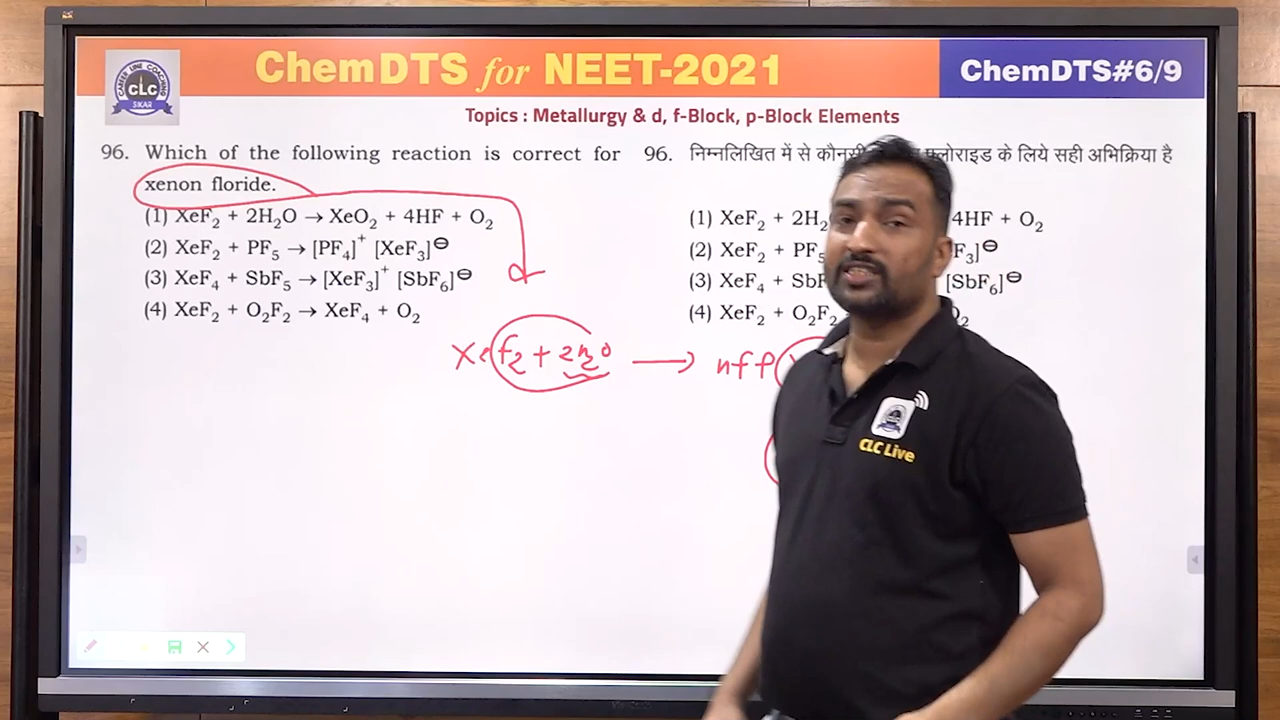 ChemDTS for NEET-2021
ChemDTS#6/9
CAREER LINE COACHING
CLC
SIKAR
Topics : Metallurgy & d, f-Block, p-Block Elements
96. Which of the following reaction is correct for
xenon floride.
(1) XeF₂ + 2H₂O → XeO₂ + 4HF + O₂
(2) XeF₂ + PF₅ → [PF₄]⁺ [XeF₃]⊖
(3) XeF₄ + SbF₅ → [XeF₃]⁺ [SbF₆]⊖
(4) XeF₂ + O₂F₂ → XeF₄ + O₂
96. निम्नलिखित में से के लिये सही अभिक्रिया है
(1) XeF₂ + 2H₂ 4HF + O₂
(2) XeF₂ + PF₅ F₃]⊖
(3) XeF₄ + SbF [SbF₆]⊖
(4) XeF₂ + O₂F₂
XeF₂ + 2H₂O →
CLC Live